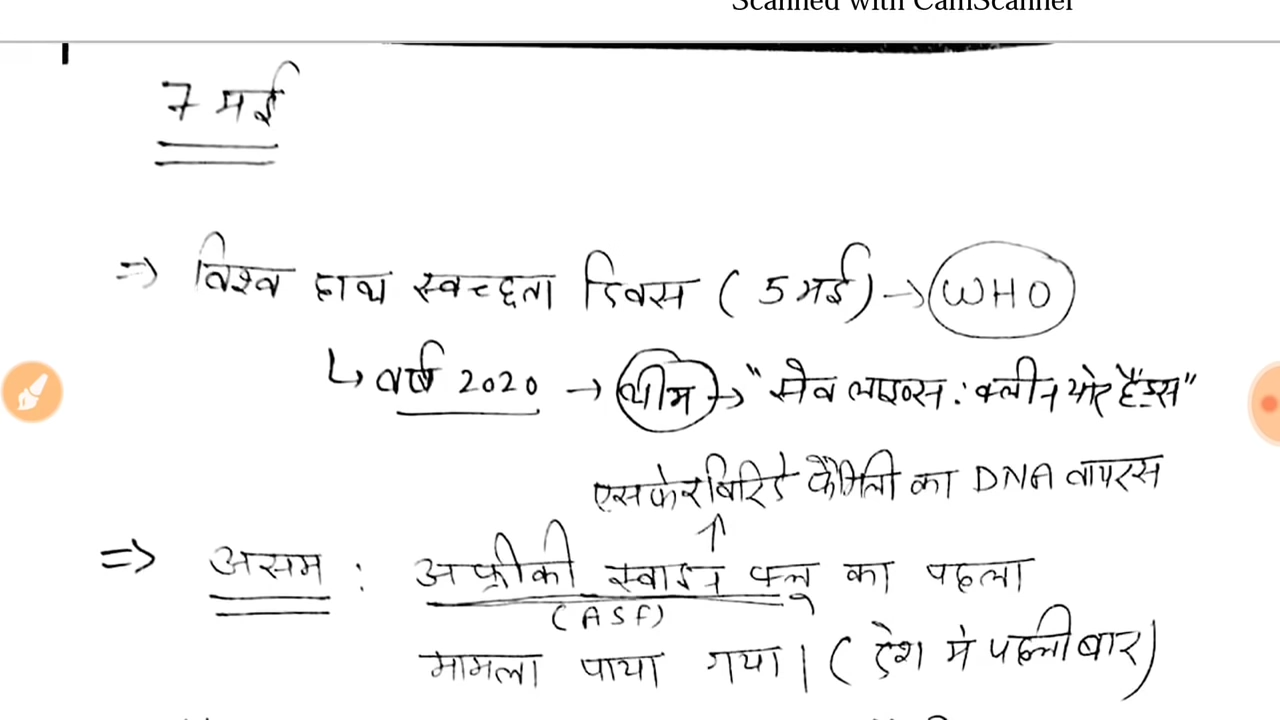 Scanned with CamScanner
7 मई
=> विश्व हाथ स्वच्छता दिवस ( 5 मई) → WHO
↳ वर्ष 2020 → थीम → "सेव लाइव्स : क्लीन योर हैंड्स"
एसफेरविरिडे फैमिली का DNA वायरस
↑
=> असम : अफ्रीकी स्वाइन फ्लू का पहला
(ASF)
मामला पाया गया | ( देश में पहली बार)